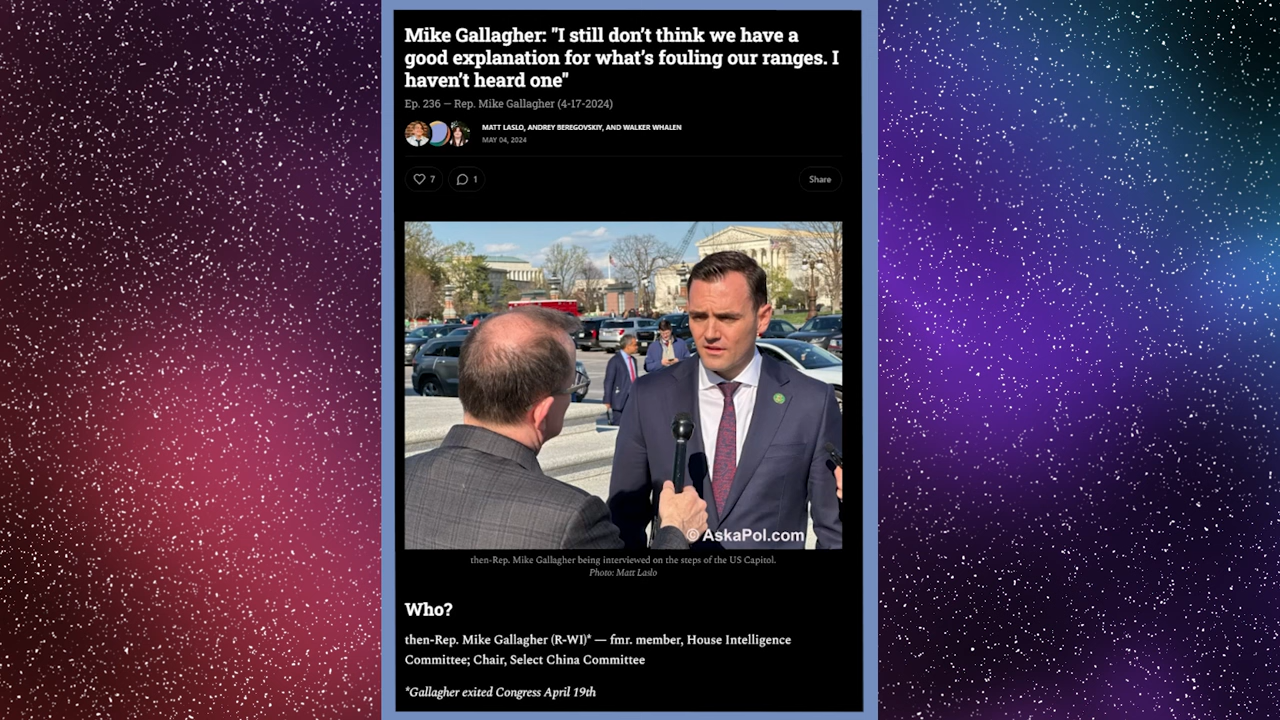 Mike Gallagher: "I still don't think we have a
good explanation for what's fouling our ranges. I
haven't heard one"
Ep. 236 — Rep. Mike Gallagher (4-17-2024)
MATT LASLO, ANDREY BEREGOVSKIY, AND WALKER WHALEN
MAY 04, 2024
7
1
Share
© AskaPol.com
then-Rep. Mike Gallagher being interviewed on the steps of the US Capitol.
Photo: Matt Laslo
Who?
then-Rep. Mike Gallagher (R-WI)* — fmr. member, House Intelligence
Committee; Chair, Select China Committee
*Gallagher exited Congress April 19th